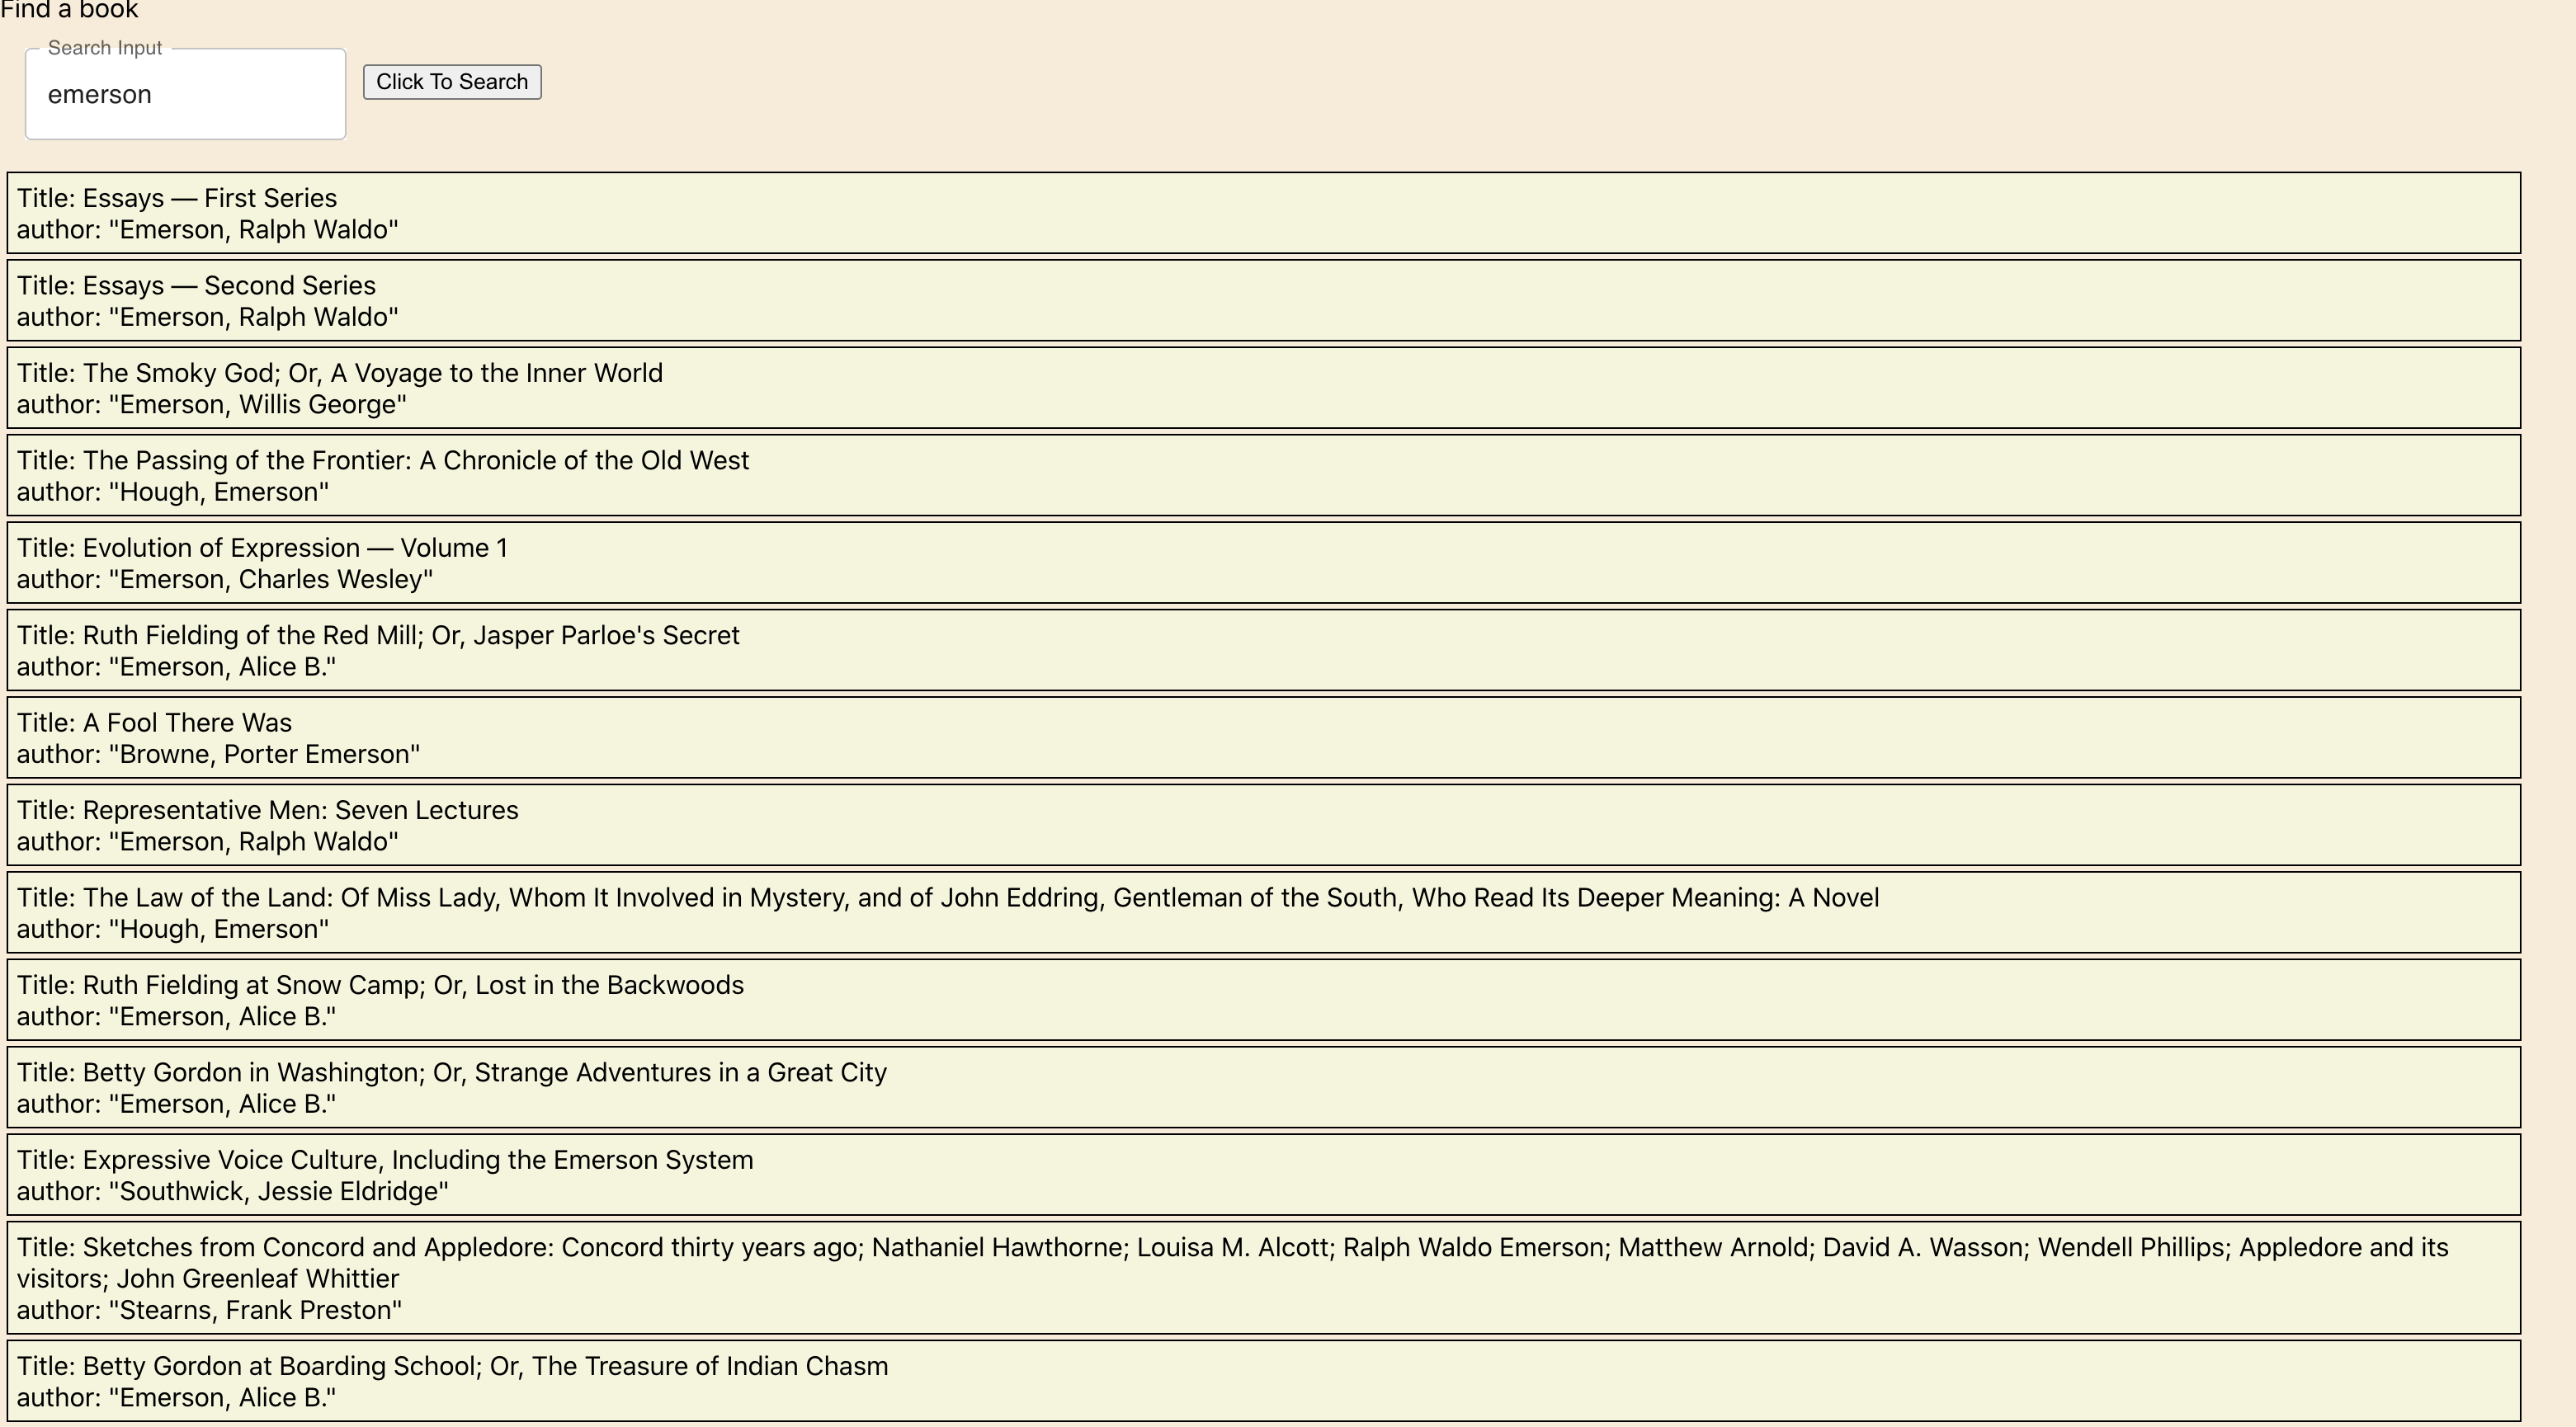 Find a book
Search Input
emerson
Click To Search
Title: Essays — First Series
author: "Emerson, Ralph Waldo"
Title: Essays — Second Series
author: "Emerson, Ralph Waldo"
Title: The Smoky God; Or, A Voyage to the Inner World
author: "Emerson, Willis George"
Title: The Passing of the Frontier: A Chronicle of the Old West
author: "Hough, Emerson"
Title: Evolution of Expression — Volume 1
author: "Emerson, Charles Wesley"
Title: Ruth Fielding of the Red Mill; Or, Jasper Parloe's Secret
author: "Emerson, Alice B."
Title: A Fool There Was
author: "Browne, Porter Emerson"
Title: Representative Men: Seven Lectures
author: "Emerson, Ralph Waldo"
Title: The Law of the Land: Of Miss Lady, Whom It Involved in Mystery, and of John Eddring, Gentleman of the South, Who Read Its Deeper Meaning: A Novel
author: "Hough, Emerson"
Title: Ruth Fielding at Snow Camp; Or, Lost in the Backwoods
author: "Emerson, Alice B."
Title: Betty Gordon in Washington; Or, Strange Adventures in a Great City
author: "Emerson, Alice B."
Title: Expressive Voice Culture, Including the Emerson System
author: "Southwick, Jessie Eldridge"
Title: Sketches from Concord and Appledore: Concord thirty years ago; Nathaniel Hawthorne; Louisa M. Alcott; Ralph Waldo Emerson; Matthew Arnold; David A. Wasson; Wendell Phillips; Appledore and its
visitors; John Greenleaf Whittier
author: "Stearns, Frank Preston"
Title: Betty Gordon at Boarding School; Or, The Treasure of Indian Chasm
author: "Emerson, Alice B."